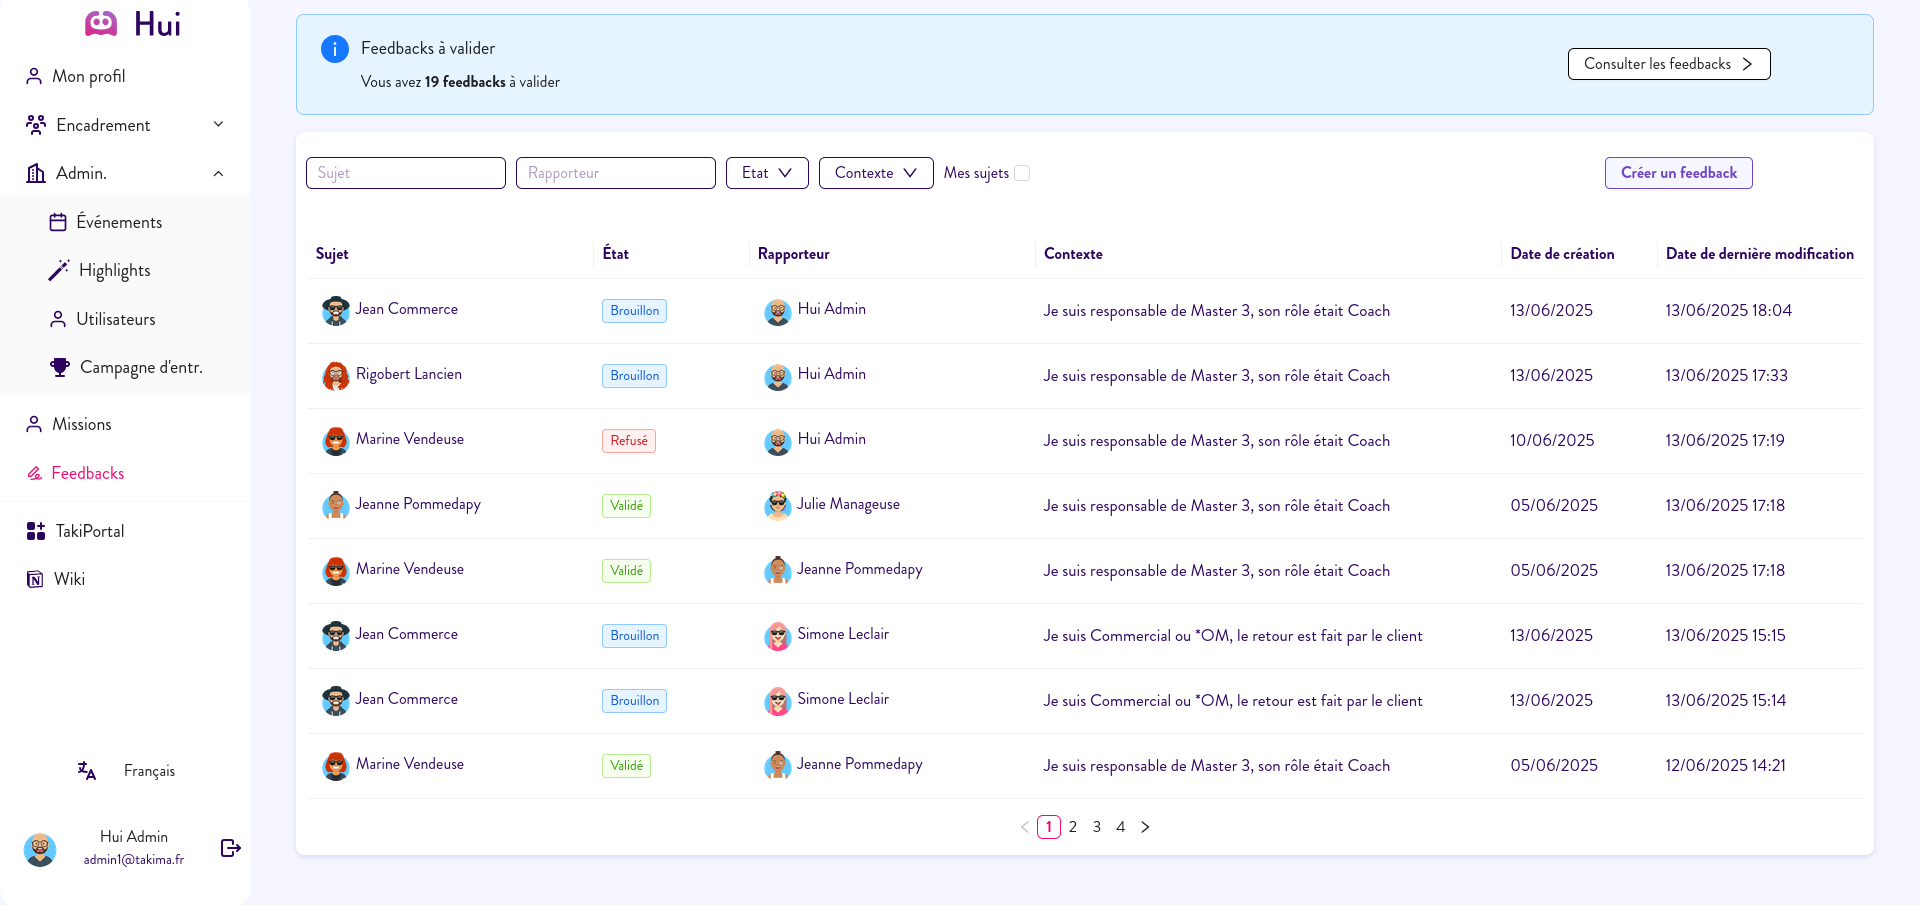 Hui
Mon profil
Encadrement
Admin.
Événements
Highlights
Utilisateurs
Campagne d'entr.
Missions
Feedbacks
TakiPortal
Wiki
Français
Hui Admin
admin1@takima.fr
Feedbacks à valider
Vous avez 19 feedbacks à valider
Consulter les feedbacks
Sujet Rapporteur Etat Contexte Mes sujets Créer un feedback
Sujet État Rapporteur Contexte Date de création Date de dernière modification
Jean Commerce Brouillon Hui Admin Je suis responsable de Master 3, son rôle était Coach 13/06/2025 13/06/2025 18:04
Rigobert Lancien Brouillon Hui Admin Je suis responsable de Master 3, son rôle était Coach 13/06/2025 13/06/2025 17:33
Marine Vendeuse Refusé Hui Admin Je suis responsable de Master 3, son rôle était Coach 10/06/2025 13/06/2025 17:19
Jeanne Pommedapy Validé Julie Manageuse Je suis responsable de Master 3, son rôle était Coach 05/06/2025 13/06/2025 17:18
Marine Vendeuse Validé Jeanne Pommedapy Je suis responsable de Master 3, son rôle était Coach 05/06/2025 13/06/2025 17:18
Jean Commerce Brouillon Simone Leclair Je suis Commercial ou *OM, le retour est fait par le client 13/06/2025 13/06/2025 15:15
Jean Commerce Brouillon Simone Leclair Je suis Commercial ou *OM, le retour est fait par le client 13/06/2025 13/06/2025 15:14
Marine Vendeuse Validé Jeanne Pommedapy Je suis responsable de Master 3, son rôle était Coach 05/06/2025 12/06/2025 14:21
1 2 3 4